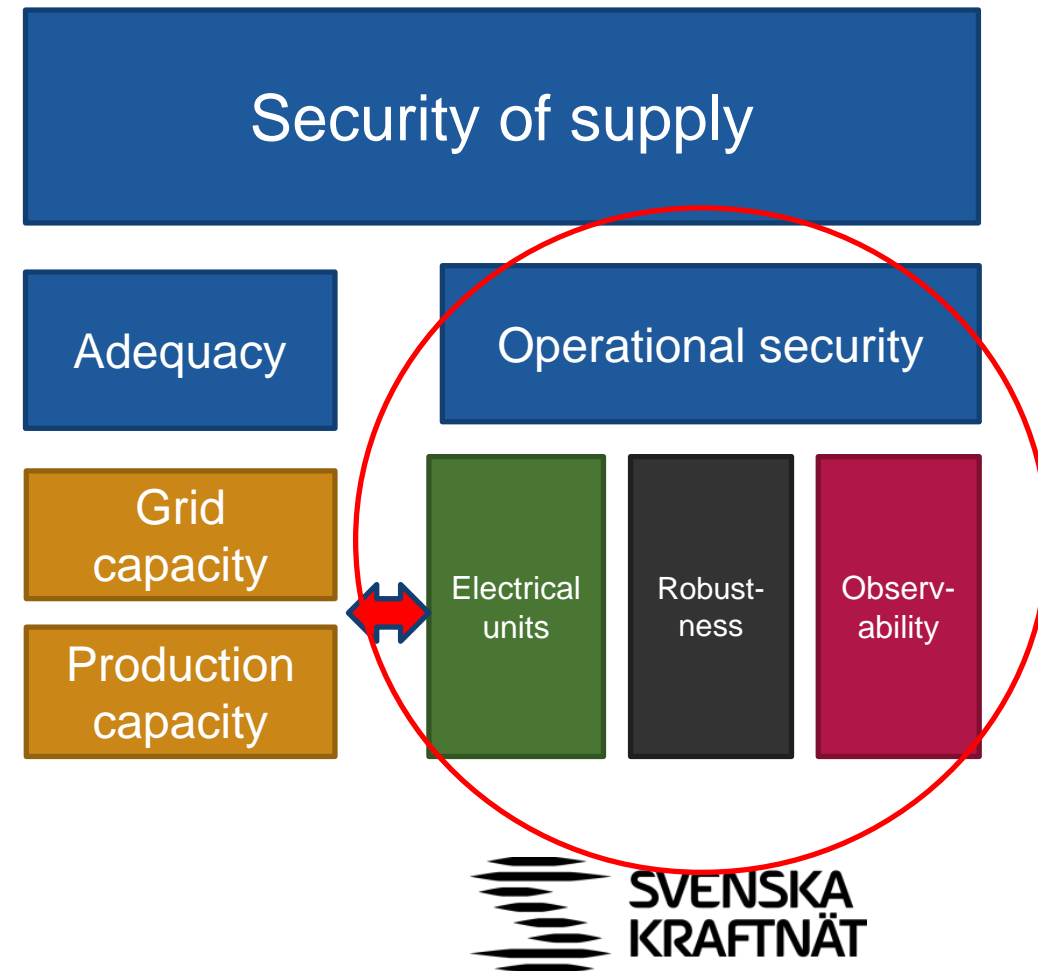 Security of supply
Adequacy
Operational security
Grid
capacity
Production
capacity
Electrical
units
Robust-
ness
Observ-
ability
SVENSKA
KRAFTNÄT